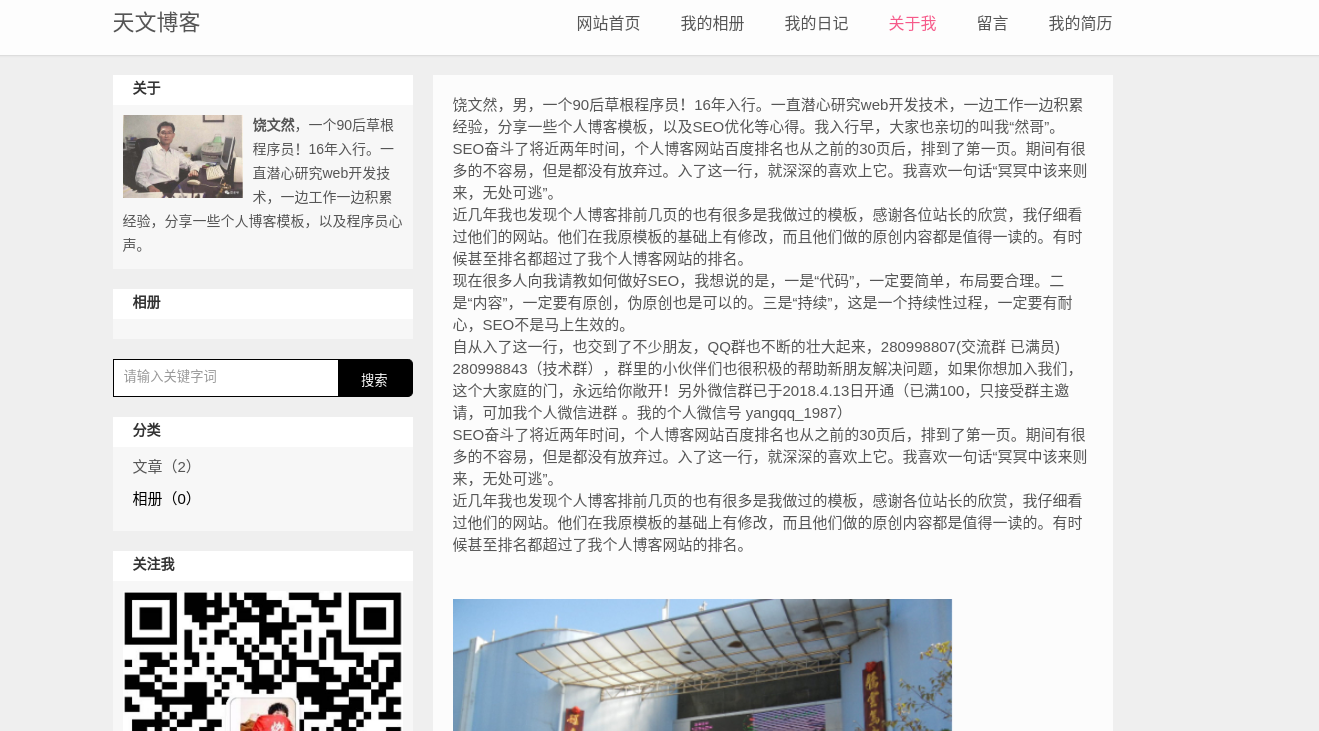 天文博客
网站首页 我的相册 我的日记 关于我 留言 我的简历
关于
饶文然，一个90后草根
程序员！16年入行。一
直潜心研究web开发技
术，一边工作一边积累
经验，分享一些个人博客模板，以及程序员心
声。
相册
请输入关键字词 搜索
分类
文章（2）
相册（0）
关注我
饶文然，男，一个90后草根程序员！16年入行。一直潜心研究web开发技术，一边工作一边积累
经验，分享一些个人博客模板，以及SEO优化等心得。我入行早，大家也亲切的叫我“然哥”。
SEO奋斗了将近两年时间，个人博客网站百度排名也从之前的30页后，排到了第一页。期间有很
多的不容易，但是都没有放弃过。入了这一行，就深深的喜欢上它。我喜欢一句话“冥冥中该来则
来，无处可逃”。
近几年我也发现个人博客排前几页的也有很多是我做过的模板，感谢各位站长的欣赏，我仔细看
过他们的网站。他们在我原模板的基础上有修改，而且他们做的原创内容都是值得一读的。有时
候甚至排名都超过了我个人博客网站的排名。
现在很多人向我请教如何做好SEO，我想说的是，一是“代码”，一定要简单，布局要合理。二
是“内容”，一定要有原创，伪原创也是可以的。三是“持续”，这是一个持续性过程，一定要有耐
心，SEO不是马上生效的。
自从入了这一行，也交到了不少朋友，QQ群也不断的壮大起来，280998807(交流群 已满员)
280998843（技术群），群里的小伙伴们也很积极的帮助新朋友解决问题，如果你想加入我们，
这个大家庭的门，永远给你敞开！另外微信群已于2018.4.13日开通（已满100，只接受群主邀
请，可加我个人微信进群 。我的个人微信号 yangqq_1987）
SEO奋斗了将近两年时间，个人博客网站百度排名也从之前的30页后，排到了第一页。期间有很
多的不容易，但是都没有放弃过。入了这一行，就深深的喜欢上它。我喜欢一句话“冥冥中该来则
来，无处可逃”。
近几年我也发现个人博客排前几页的也有很多是我做过的模板，感谢各位站长的欣赏，我仔细看
过他们的网站。他们在我原模板的基础上有修改，而且他们做的原创内容都是值得一读的。有时
候甚至排名都超过了我个人博客网站的排名。